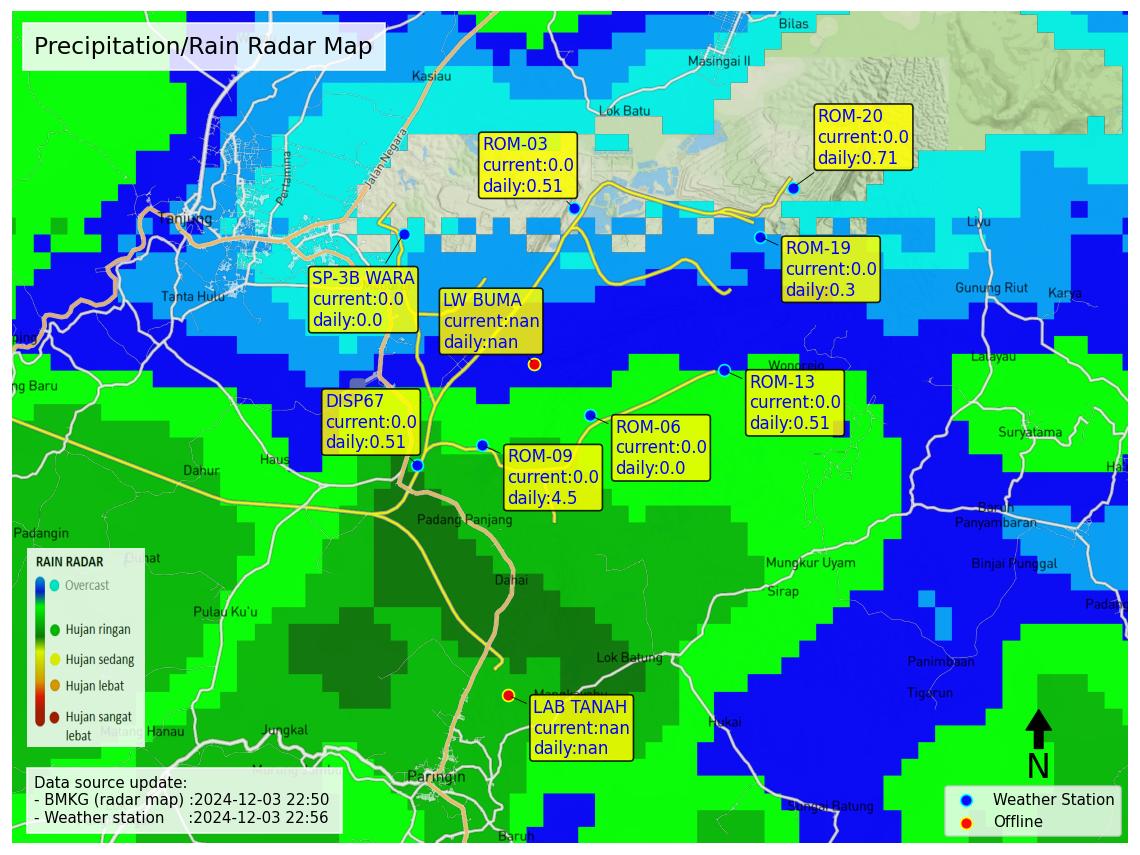 Precipitation/Rain Radar Map
Bilas
Masingai II
Kasiau
Lok Batu
Jalan Negara
Pertamina
Tanjung
Tanta Hulu
Liyu
Gunung Riut
Karya
Lalayau
Suryatama
ROM-03
current:0.0
daily:0.51
ROM-20
current:0.0
daily:0.71
ROM-19
current:0.0
daily:0.3
SP-3B WARA
current:0.0
daily:0.0
LW BUMA
current:nan
daily:nan
ROM-13
current:0.0
daily:0.51
DISP67
current:0.0
daily:0.51
ROM-06
current:0.0
daily:0.0
ROM-09
current:0.0
daily:4.5
ng Baru
Haus
Dahur
Padangin
Padang Panjang
Dahai
Panyambaran
Mungkur Uyam
Binjai Punggal
Sirap
Padang
Pulau Ku`u
Lok Batung
Panimbaan
Tigarun
Hukai
Jungkal
Paringin
Sungai Batung
Baruh
LAB TANAH
current:nan
daily:nan
RAIN RADAR
Overcast
Hujan ringan
Hujan sedang
Hujan lebat
Hujan sangat
lebat
Data source update:
- BMKG (radar map) :2024-12-03 22:50
- Weather station :2024-12-03 22:56
N
Weather Station
Offline